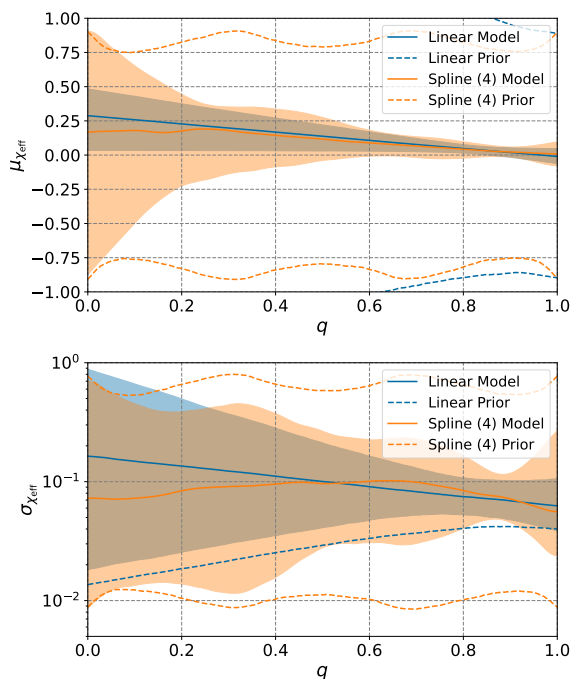 1.00
0.75
0.50
0.25
0.00
−0.25
−0.50
−0.75
−1.00
μχeff
Linear Model
Linear Prior
Spline (4) Model
Spline (4) Prior
0.0 0.2 0.4 0.6 0.8 1.0
q
10⁰
10⁻¹
10⁻²
σχeff
Linear Model
Linear Prior
Spline (4) Model
Spline (4) Prior
0.0 0.2 0.4 0.6 0.8 1.0
q